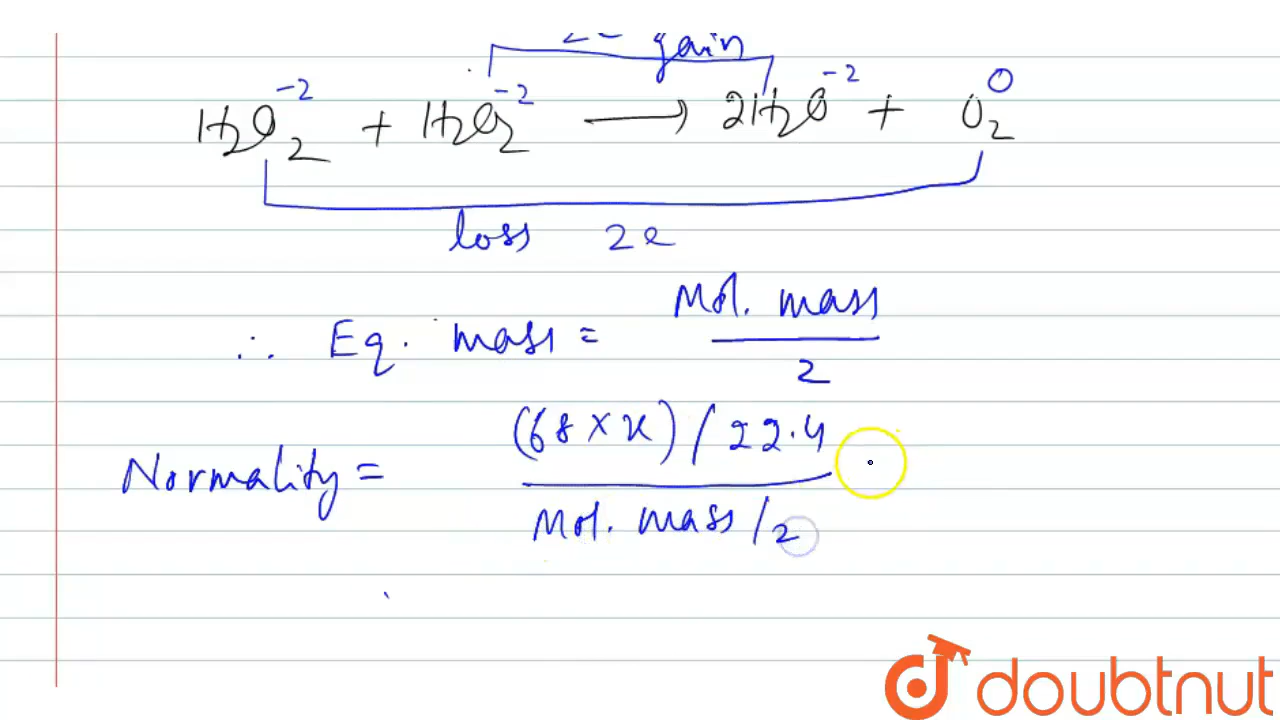 2e gain
H₂O₂⁻² + H₂O₂⁻² ⟶ 2H₂O⁻² + O₂⁰
loss 2e
∴ Eq. mass = Mol. mass / 2
Normality = (68 × x) / 22.4
Mol. mass / 2
doubtnut